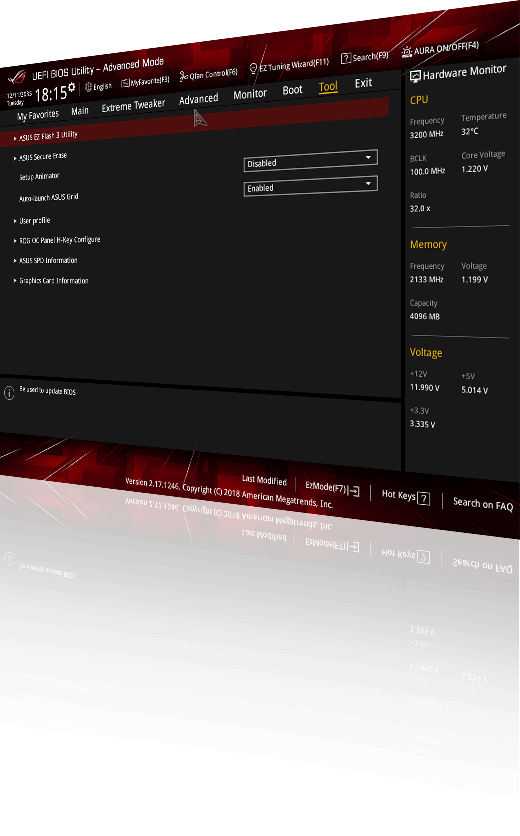 UEFI BIOS Utility – Advanced Mode
Tuesday
18:15
English
MyFavorite(F3)
Qfan Control(F6)
EZ Tuning Wizard(F11)
Search(F9)
AURA ON/OFF(F4)
My Favorites
Main
Extreme Tweaker
Advanced
Monitor
Boot
Tool
Exit
ASUS EZ Flash 3 Utility
ASUS Secure Erase
Setup Animator
Disabled
Auto-launch ASUS Grid
Enabled
User profile
ROG OC Panel H-Key Configure
ASUS SPD Information
Graphics Card Information
Be used to update BIOS
Hardware Monitor
CPU
Frequency Temperature
3200 MHz 32°C
BCLK Core Voltage
100.0 MHz 1.220 V
Ratio
32.0 x
Memory
Frequency Voltage
2133 MHz 1.199 V
Capacity
4096 MB
Voltage
+12V +5V
11.990 V 5.014 V
+3.3V
3.335 V
Last Modified
EzMode(F7)
Hot Keys ?
Search on FAQ
Version 2.17.1246. Copyright (C) 2018 American Megatrends, Inc.